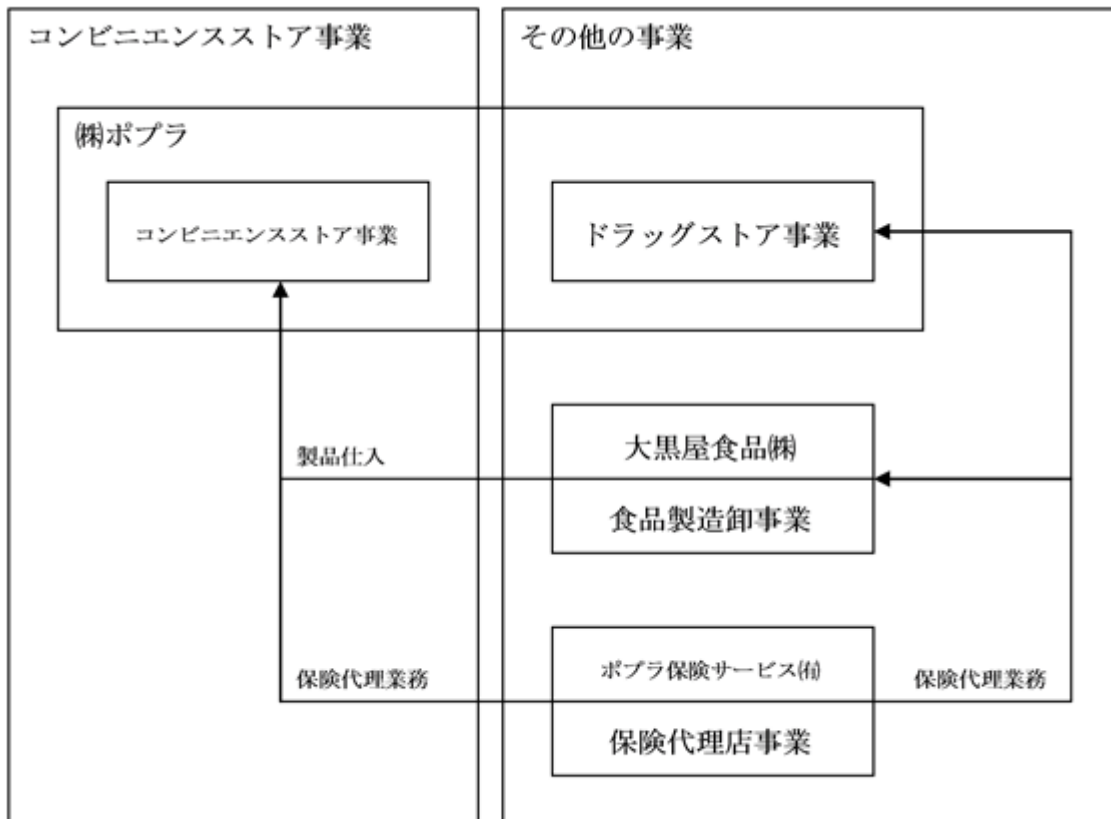 コンビニエンスストア事業
その他の事業
㈱ポプラ
コンビニエンスストア事業
ドラッグストア事業
大黒屋食品㈱
製品仕入
食品製造卸事業
ポプラ保険サービス㈲
保険代理業務
保険代理業務
保険代理店事業